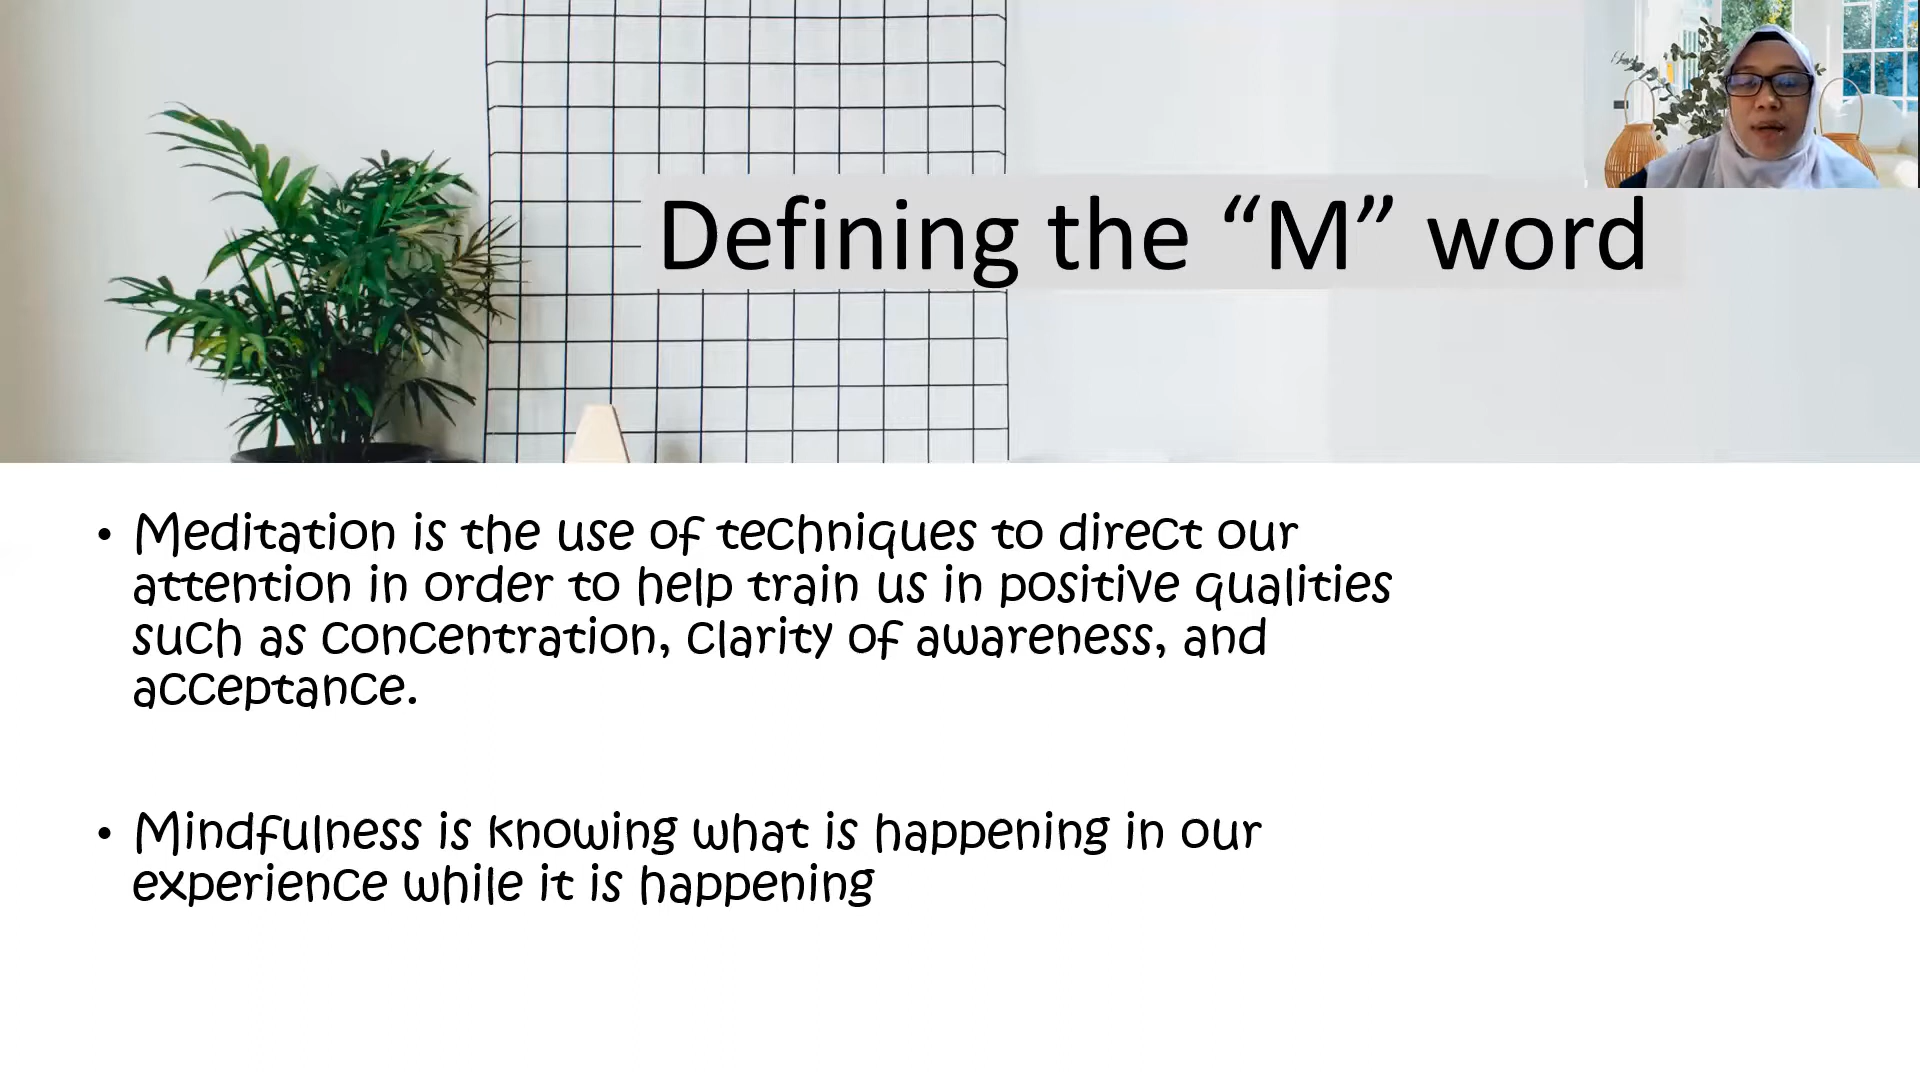 Defining the “M” word
• Meditation is the use of techniques to direct our
attention in order to help train us in positive qualities
such as concentration, clarity of awareness, and
acceptance.
• Mindfulness is knowing what is happening in our
experience while it is happening